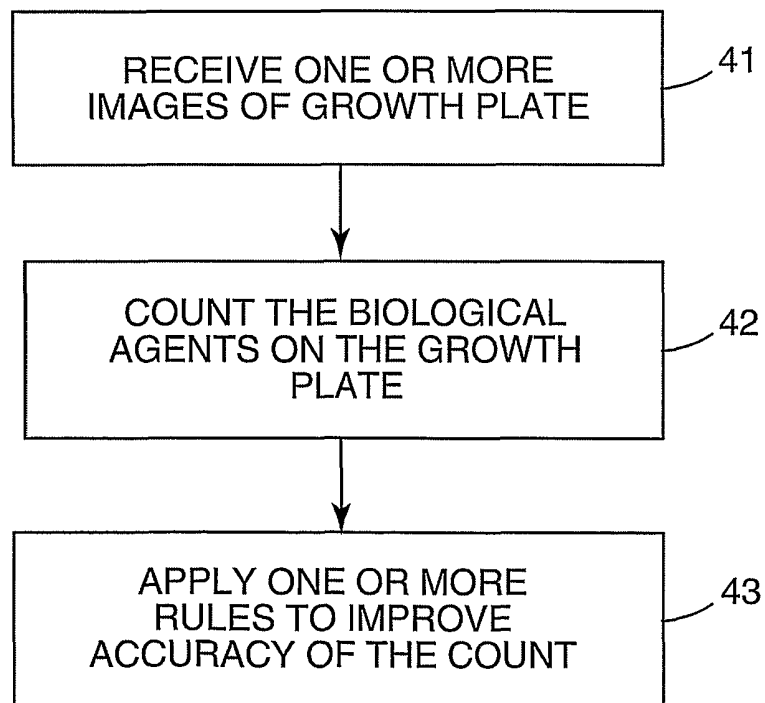 RECEIVE ONE OR MORE
IMAGES OF GROWTH PLATE
41
COUNT THE BIOLOGICAL
AGENTS ON THE GROWTH
PLATE
42
APPLY ONE OR MORE
RULES TO IMPROVE
ACCURACY OF THE COUNT
43